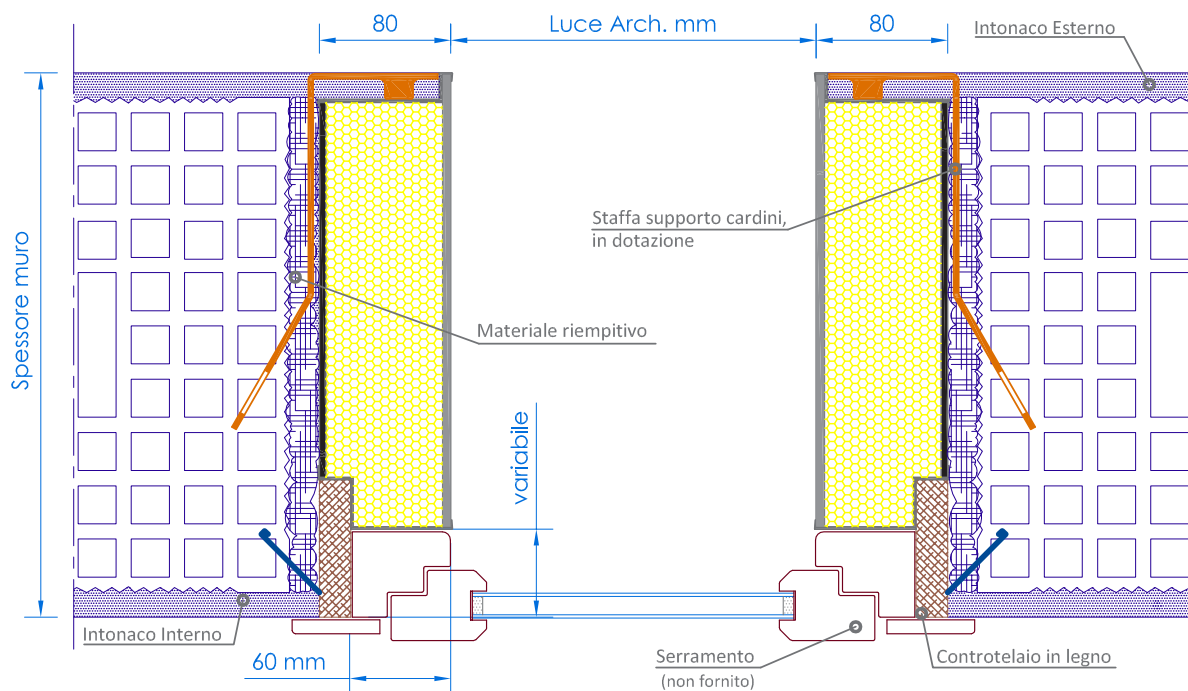 80
Luce Arch. mm
80
Intonaco Esterno
Staffa supporto cardini,
in dotazione
Spessore muro
Materiale riempitivo
variabile
Intonaco Interno
60 mm
Serramento
(non fornito)
Controtelaio in legno